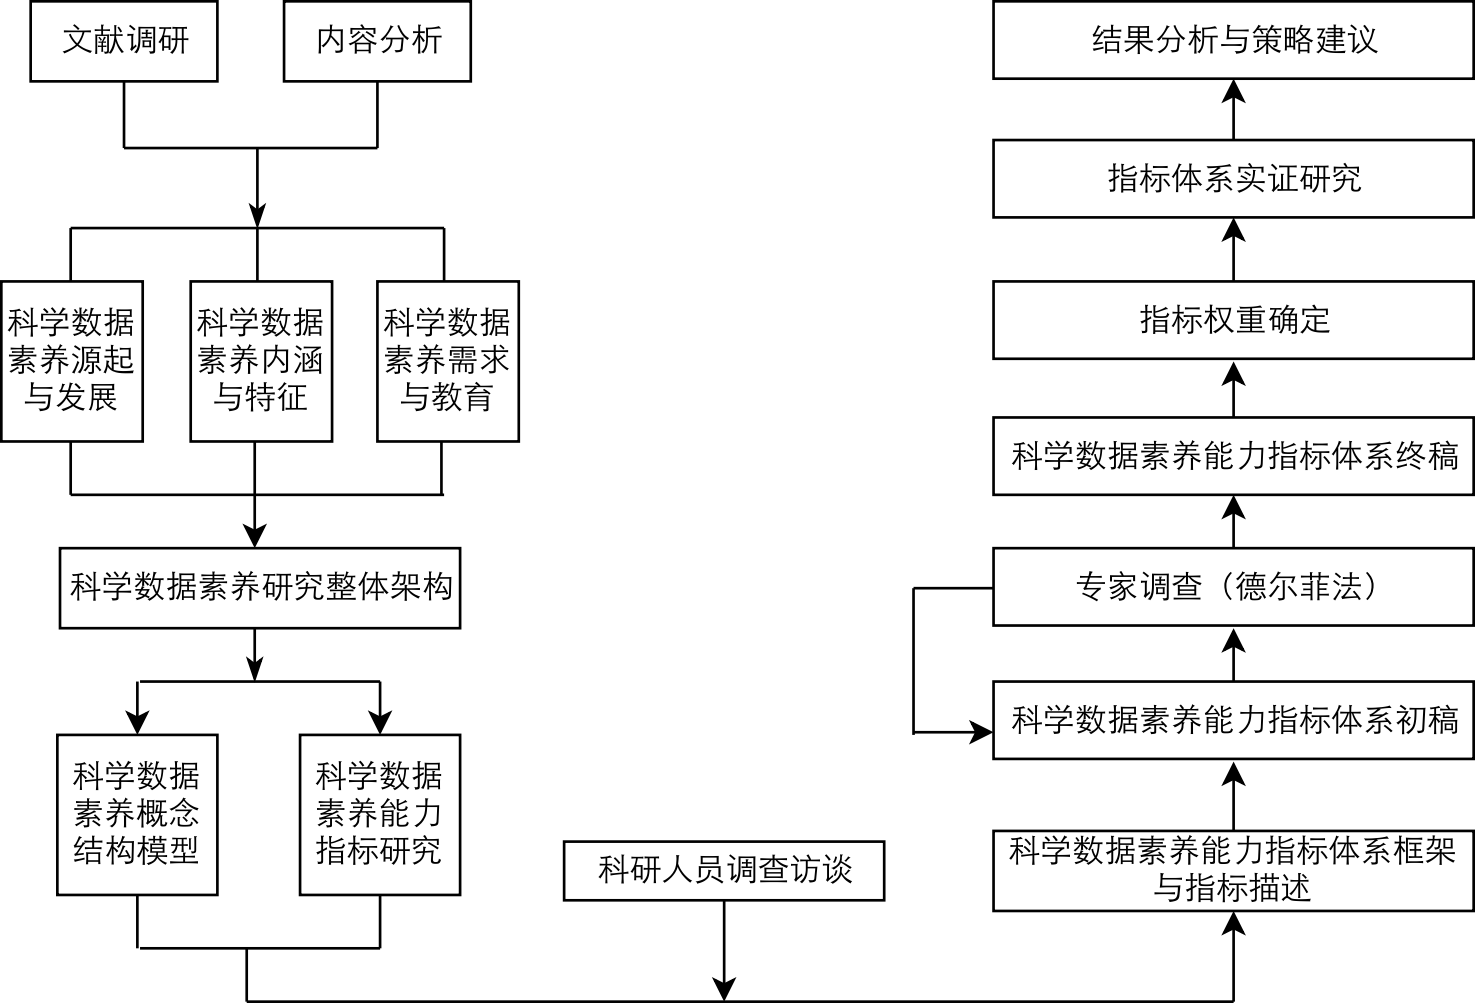 文献调研
内容分析
科学数据
素养源起
与发展
科学数据
素养内涵
与特征
科学数据
素养需求
与教育
科学数据素养研究整体架构
科学数据
素养概念
结构模型
科学数据
素养能力
指标研究
科研人员调查访谈
结果分析与策略建议
指标体系实证研究
指标权重确定
科学数据素养能力指标体系终稿
专家调查（德尔菲法）
科学数据素养能力指标体系初稿
科学数据素养能力指标体系框架
与指标描述